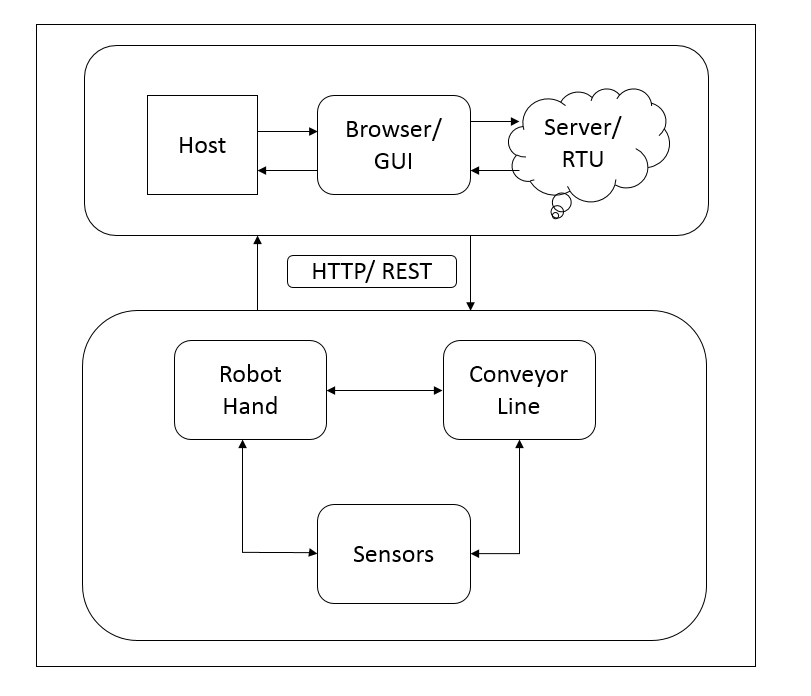 Host
Browser/
GUI
Server/
RTU
HTTP/ REST
Robot
Hand
Conveyor
Line
Sensors